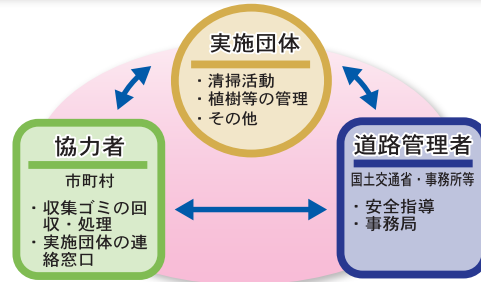 実施団体
・清掃活動
・植樹等の管理
・その他
協力者
市町村
・収集ゴミの回
収・処理
・実施団体の連
絡窓口
道路管理者
国土交通省・事務所等
・安全指導
・事務局